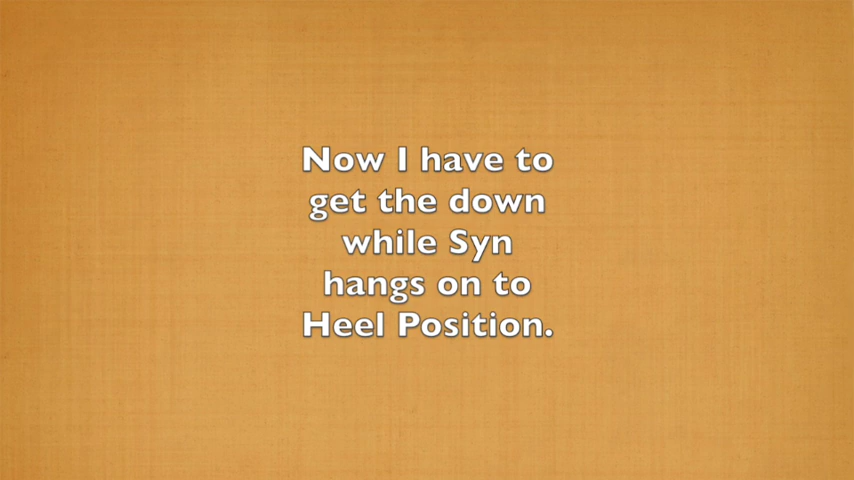 Now I have to
get the down
while Syn
hangs on to
Heel Position.